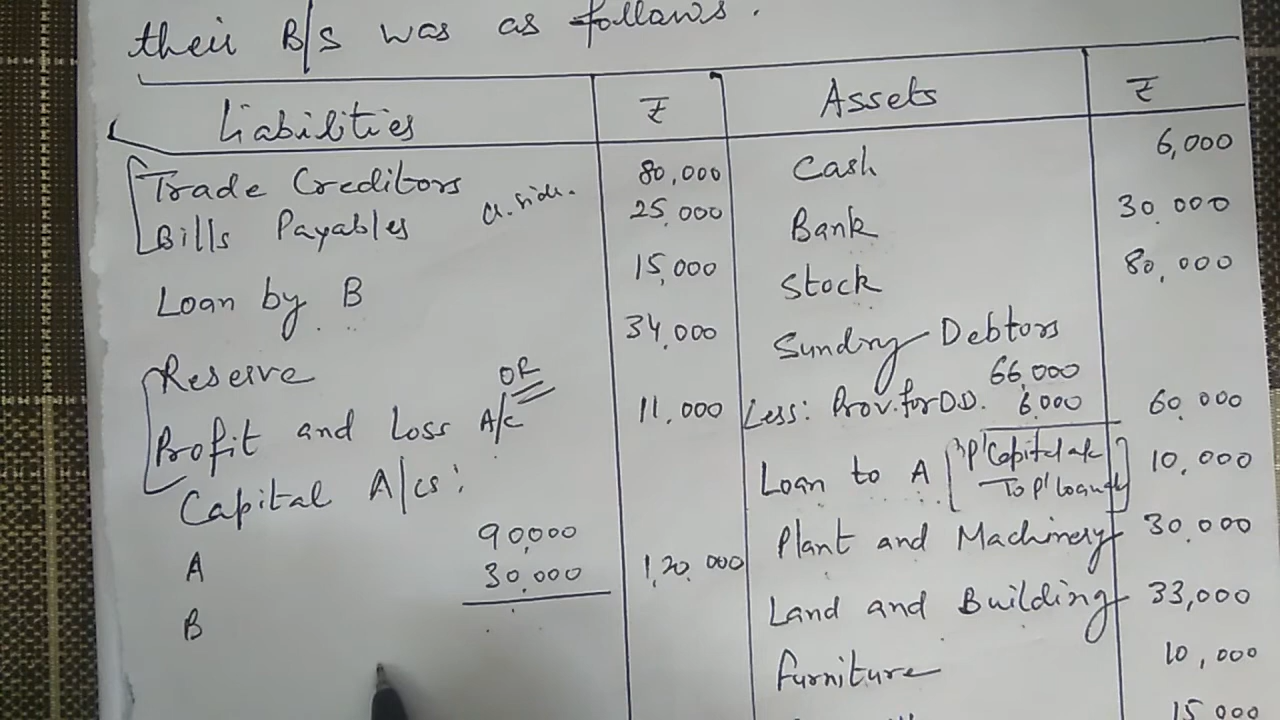 their B/S was as follows.
Liabilities ₹ Assets ₹
Trade Creditors 80,000 Cash 6,000
Bills Payables 25,000 Bank 30,000
Loan by B 15,000 Stock 80,000
Reserve 34,000 Sundry Debtors
66,000
OR
Profit and Loss A/c 11,000 Less: Prov. for D.D. 6,000 60,000
Capital A/cs: Loan to A 10,000
A 90,000 Plant and Machinery 30,000
B 30,000 1,20,000 Land and Building 33,000
Furniture 10,000
15,000